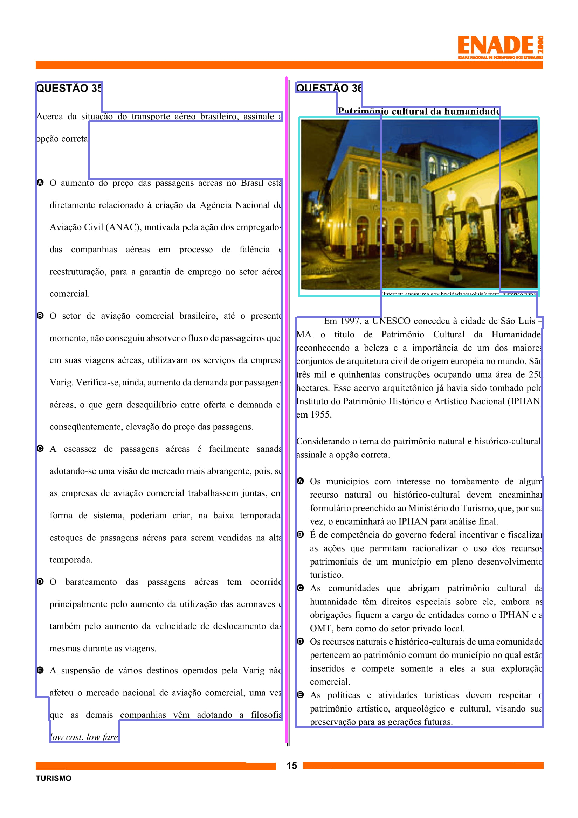 ENADE
QUESTÃO 35
Acerca da situação do transporte aéreo brasileiro, assinale a
opção correta
A O aumento do preço das passagens aéreas no Brasil está
diretamente relacionado à criação da Agência Nacional de
Aviação Civil (ANAC), motivada pela ação dos empregados
das companhias aéreas em processo de falência e
reestruturação, para a garantia de emprego no setor aéreo
comercial.
B O setor de aviação comercial brasileiro, até o presente
momento, não conseguiu absorver o fluxo de passageiros que,
em suas viagens aéreas, utilizavam os serviços da empresa
Varig. Verifica-se, ainda, aumento da demanda por passagens
aéreas, o que gera desequilíbrio entre oferta e demanda e,
conseqüentemente, elevação do preço das passagens.
C A escassez de passagens aéreas é facilmente sanada
adotando-se uma visão de mercado mais abrangente, pois, se
as empresas de aviação comercial trabalhassem juntas, em
forma de sistema, poderiam criar, na baixa temporada,
estoques de passagens aéreas para serem vendidas na alta
temporada.
D O barateamento das passagens aéreas tem ocorrido
principalmente pelo aumento da utilização das aeronaves e
também pelo aumento da velocidade de deslocamento das
mesmas durante as viagens.
E A suspensão de vários destinos operados pela Varig não
afetou o mercado nacional de aviação comercial, uma vez
que as demais companhias vêm adotando a filosofia
low cost, low fare
QUESTÃO 36
Patrimônio cultural da humanidade
Em 1997, a UNESCO concedeu à cidade de São Luís –
MA o título de Patrimônio Cultural da Humanidade,
reconhecendo a beleza e a importância de um dos maiores
conjuntos de arquitetura civil de origem européia no mundo. São
três mil e quinhentas construções ocupando uma área de 250
hectares. Esse acervo arquitetônico já havia sido tombado pelo
Instituto do Patrimônio Histórico e Artístico Nacional (IPHAN)
em 1955.
Considerando o tema do patrimônio natural e histórico-cultural,
assinale a opção correta.
A Os municípios com interesse no tombamento de algum
recurso natural ou histórico-cultural devem encaminhar
formulário preenchido ao Ministério do Turismo, que, por sua
vez, o encaminhará ao IPHAN para análise final.
B É de competência do governo federal incentivar e fiscalizar
as ações que permitam racionalizar o uso dos recursos
patrimoniais de um município em pleno desenvolvimento
turístico.
C As comunidades que abrigam patrimônio cultural da
humanidade têm direitos especiais sobre ele, embora as
obrigações fiquem a cargo de entidades como o IPHAN e a
OMT, bem como do setor privado local.
D Os recursos naturais e histórico-culturais de uma comunidade
pertencem ao patrimônio comum do município no qual estão
inseridos e compete somente a eles a sua exploração
comercial.
E As políticas e atividades turísticas devem respeitar o
patrimônio artístico, arqueológico e cultural, visando sua
preservação para as gerações futuras.
15
TURISMO